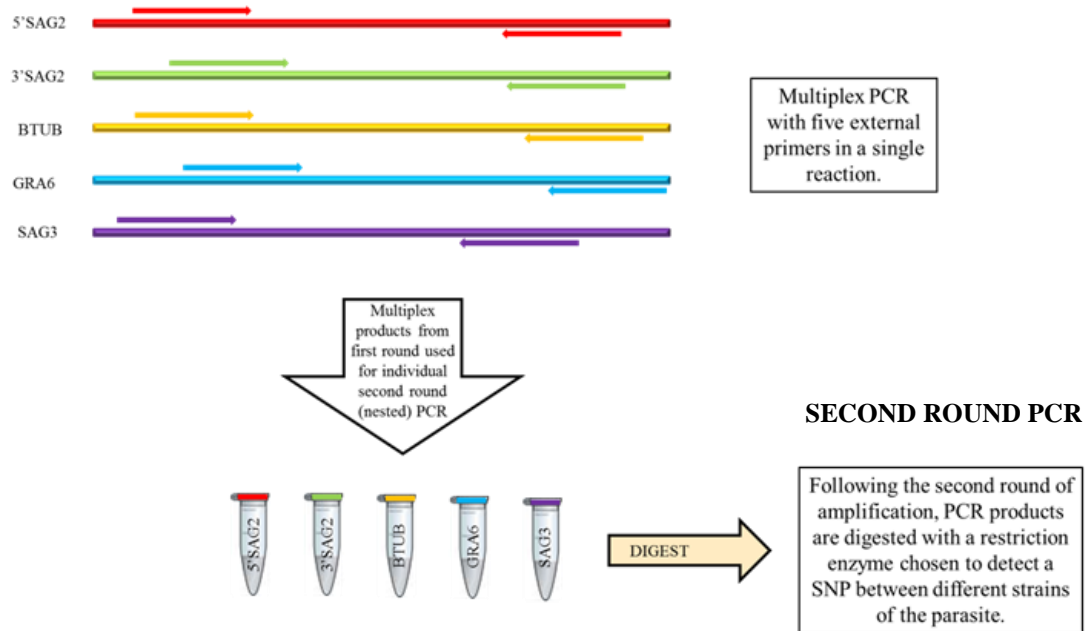 5'SAG2
3'SAG2
BTUB
GRA6
SAG3
Multiplex PCR
with five external
primers in a single
reaction.
Multiplex
products from
first round used
for individual
second round
(nested) PCR
SECOND ROUND PCR
5'SAG2
3'SAG2
BTUB
GRA6
SAG3
DIGEST
Following the second round of
amplification, PCR products
are digested with a restriction
enzyme chosen to detect a
SNP between different strains
of the parasite.